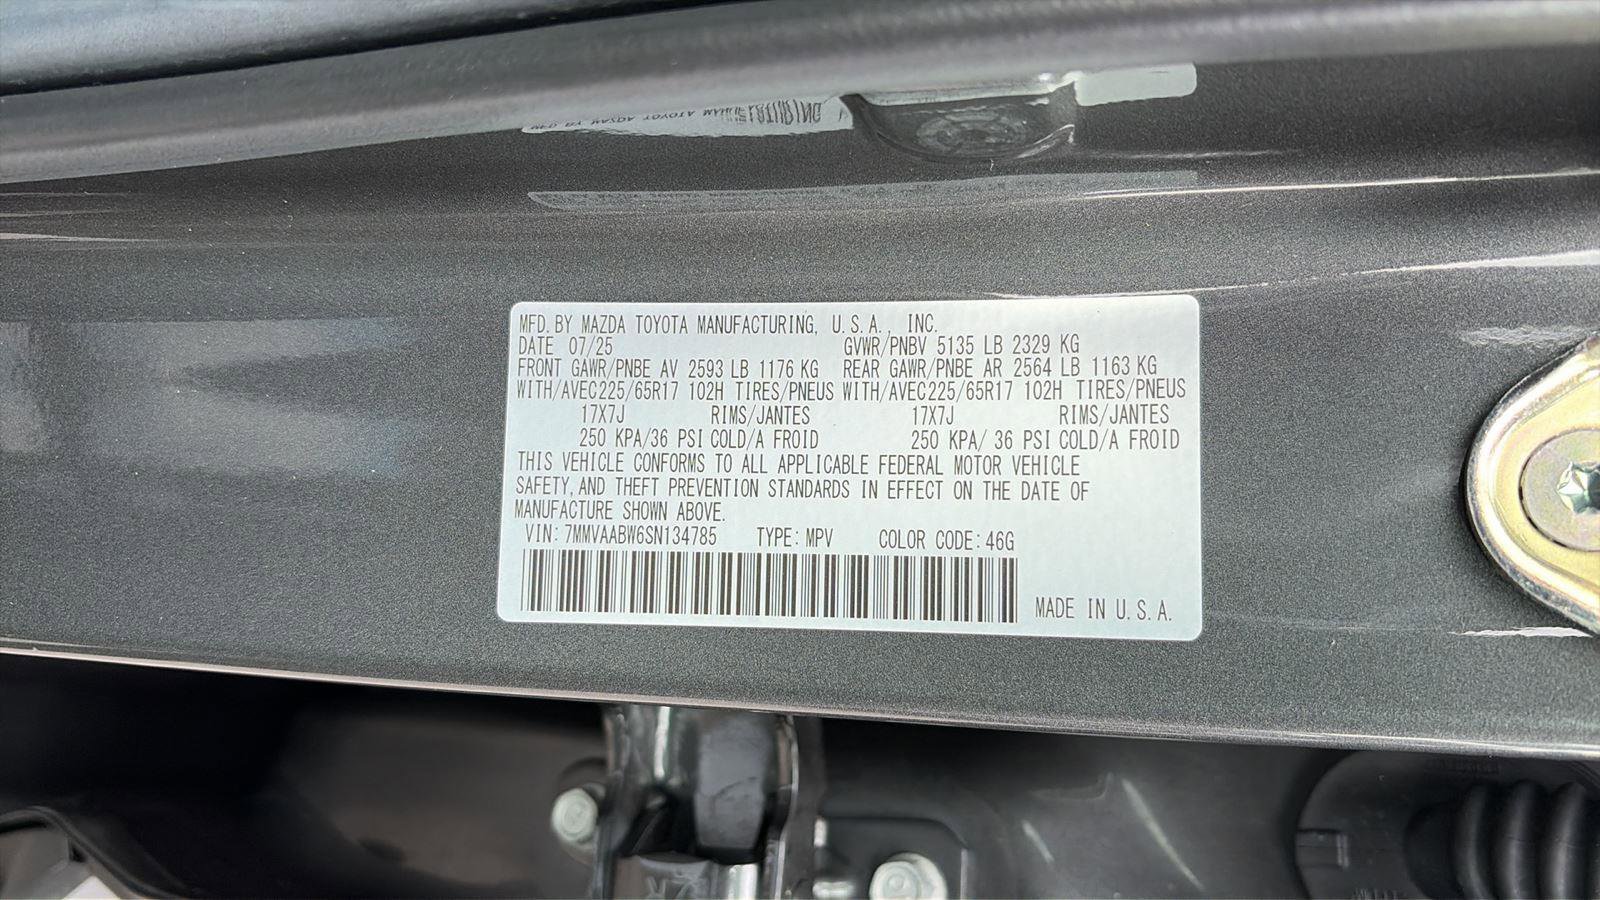 MFD. BY MAZDA TOYOTA MANUFACTURING, U.S.A., INC.
DATE 07/25 GVWR/PNBV 5135 LB 2329 KG
FRONT GAWR/PNBE AV 2593 LB 1176 KG REAR GAWR/PNBE AR 2564 LB 1163 KG
WITH/AVEC225/65R17 102H TIRES/PNEUS WITH/AVEC225/65R17 102H TIRES/PNEUS
17X7J RIMS/JANTES 17X7J RIMS/JANTES
250 KPA/36 PSI COLD/A FROID 250 KPA/ 36 PSI COLD/A FROID
THIS VEHICLE CONFORMS TO ALL APPLICABLE FEDERAL MOTOR VEHICLE
SAFETY, AND THEFT PREVENTION STANDARDS IN EFFECT ON THE DATE OF
MANUFACTURE SHOWN ABOVE.
VIN: 7MMVAABW6SN134785 TYPE: MPV COLOR CODE: 46G
MADE IN U.S.A.